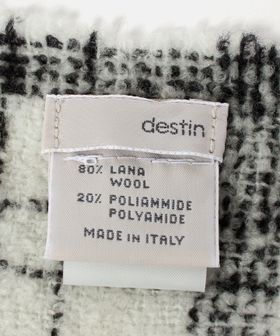 destin
80% LANA
WOOL
20% POLIAMMIDE
POLYAMIDE
MADE IN ITALY